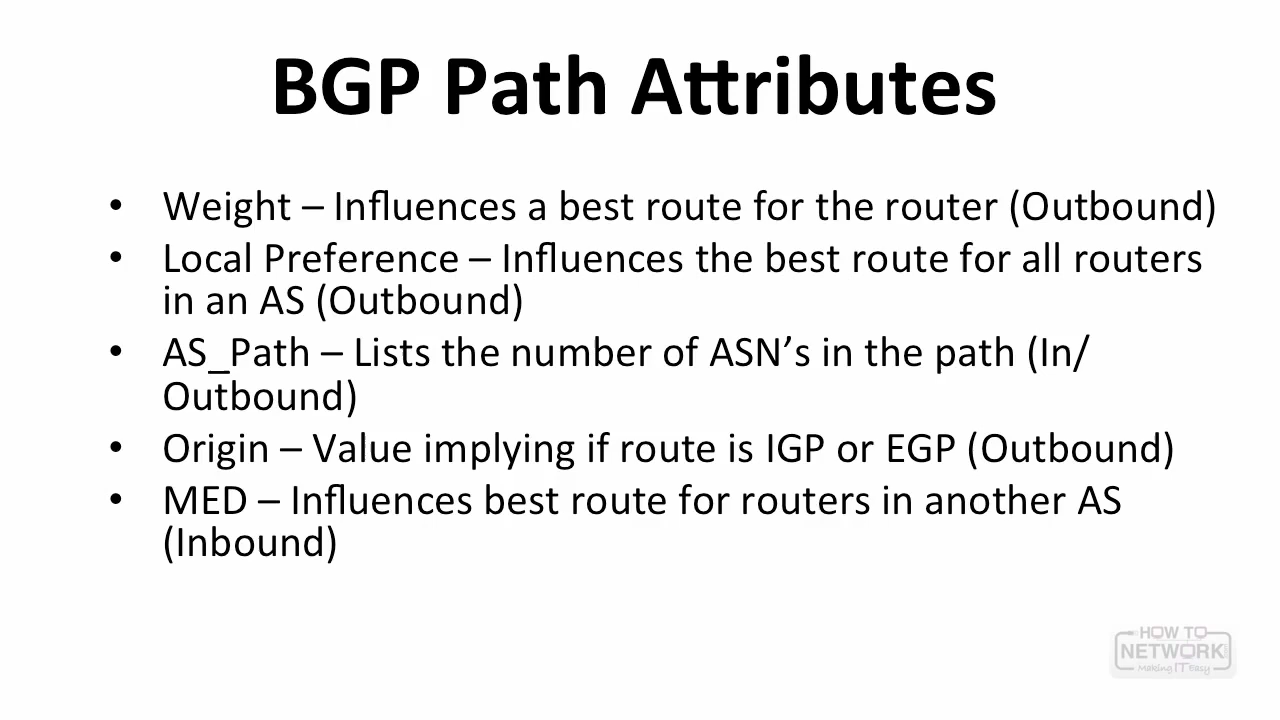 BGP Path Attributes
• Weight – Influences a best route for the router (Outbound)
• Local Preference – Influences the best route for all routers
in an AS (Outbound)
• AS_Path – Lists the number of ASN’s in the path (In/
Outbound)
• Origin – Value implying if route is IGP or EGP (Outbound)
• MED – Influences best route for routers in another AS
(Inbound)
HOW TO
NETWORK
Making IT Easy